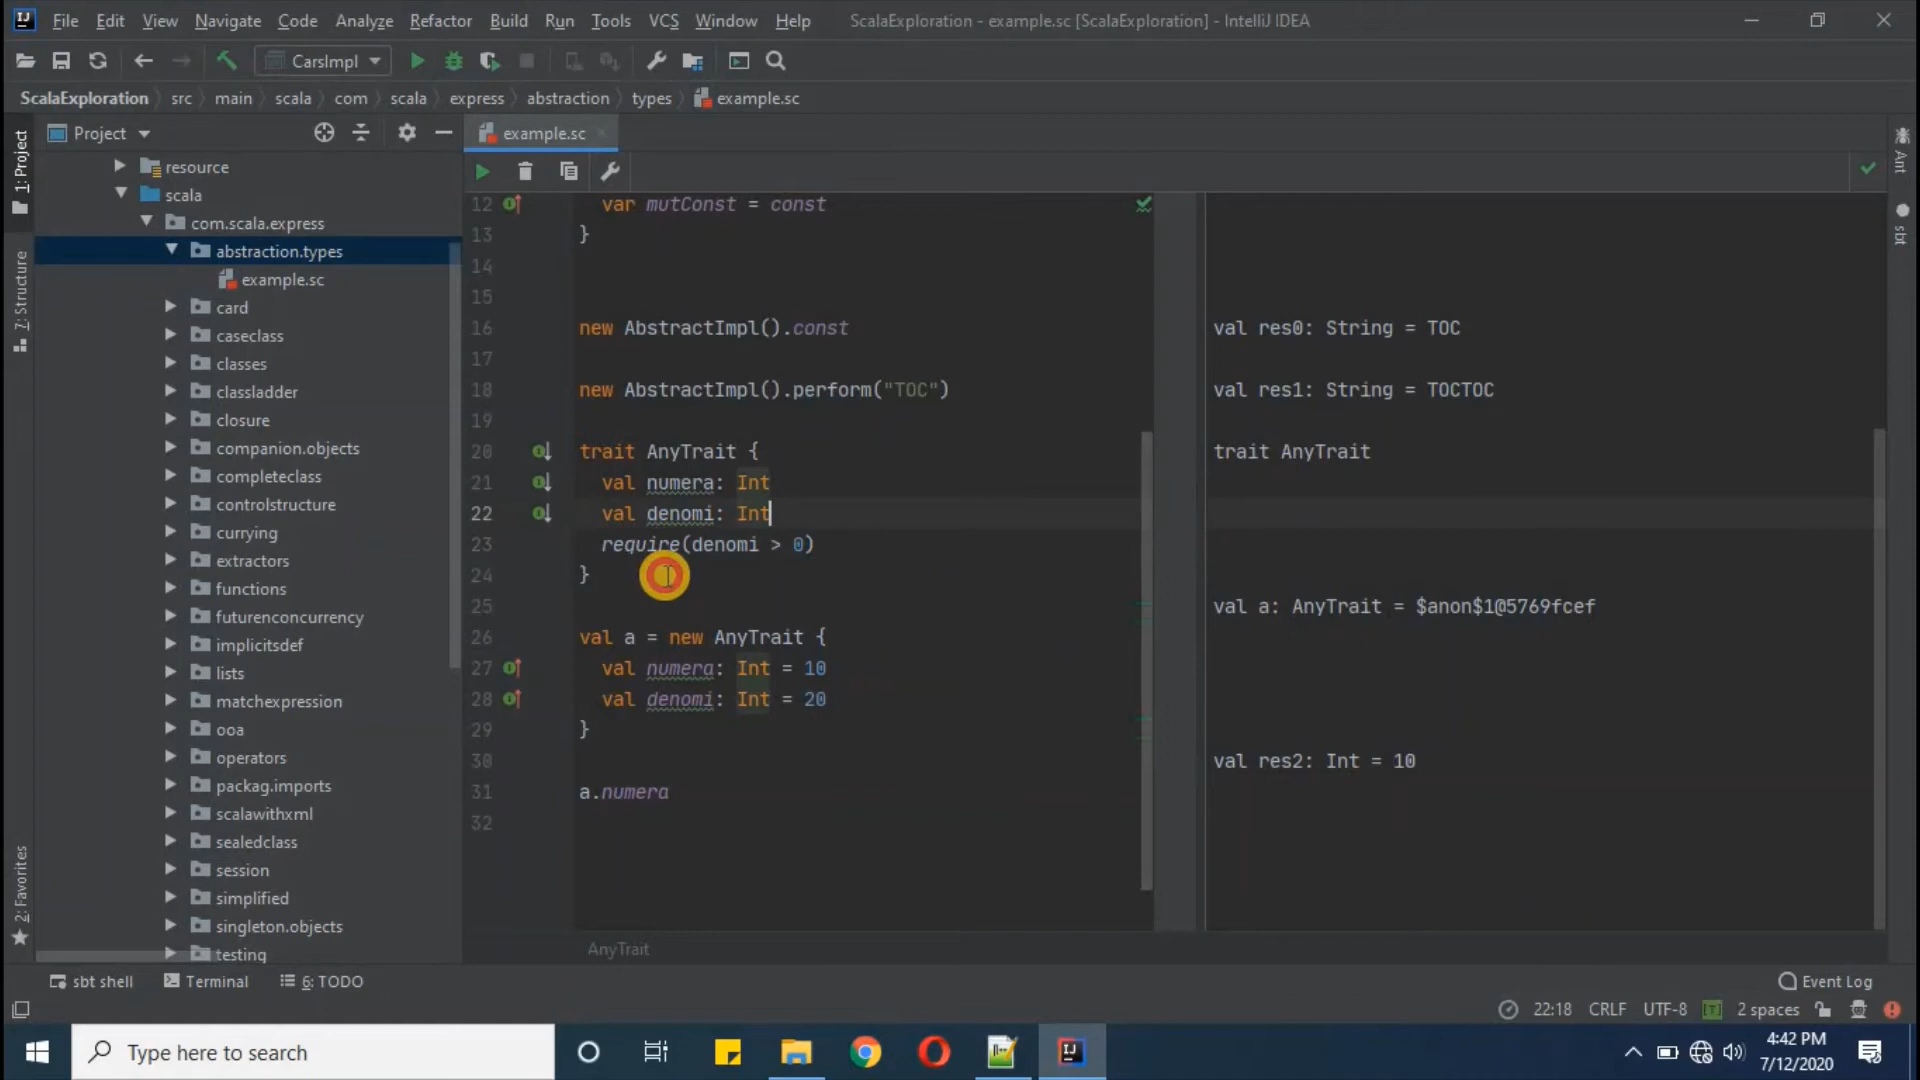 File Edit View Navigate Code Analyze Refactor Build Run Tools VCS Window Help ScalaExploration - example.sc [ScalaExploration] - IntelliJ IDEA
CarsImpl
ScalaExploration src main scala com scala express abstraction types example.sc
Project
example.sc
1: Project
7: Structure
2: Favorites
resource
scala
com.scala.express
abstraction.types
example.sc
card
caseclass
classes
classladder
closure
companion.objects
completeclass
controlstructure
currying
extractors
functions
futurenconcurrency
implicitsdef
lists
matchexpression
ooa
operators
packag.imports
scalawithxml
sealedclass
session
simplified
singleton.objects
testing
12 var mutConst = const
13 }
14
15
16 new AbstractImpl().const
17
18 new AbstractImpl().perform("TOC")
19
20 trait AnyTrait {
21 val numera: Int
22 val denomi: Int
23 require(denomi > 0)
24 }
25
26 val a = new AnyTrait {
27 val numera: Int = 10
28 val denomi: Int = 20
29 }
30
31 a.numera
32
val res0: String = TOC
val res1: String = TOCTOC
trait AnyTrait
val a: AnyTrait = $anon$1@5769fcef
val res2: Int = 10
Ant
sbt
AnyTrait
sbt shell Terminal 6: TODO Event Log
22:18 CRLF UTF-8 [T] 2 spaces
Type here to search
4:42 PM
7/12/2020